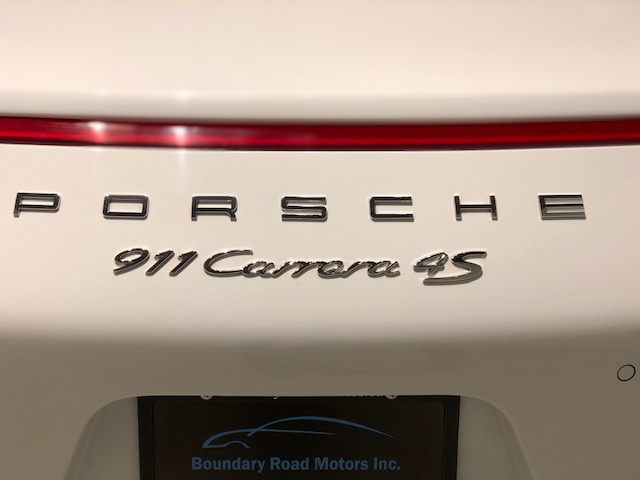 PORSCHE
911 Carrera 4S
Boundary Road Motors Inc.